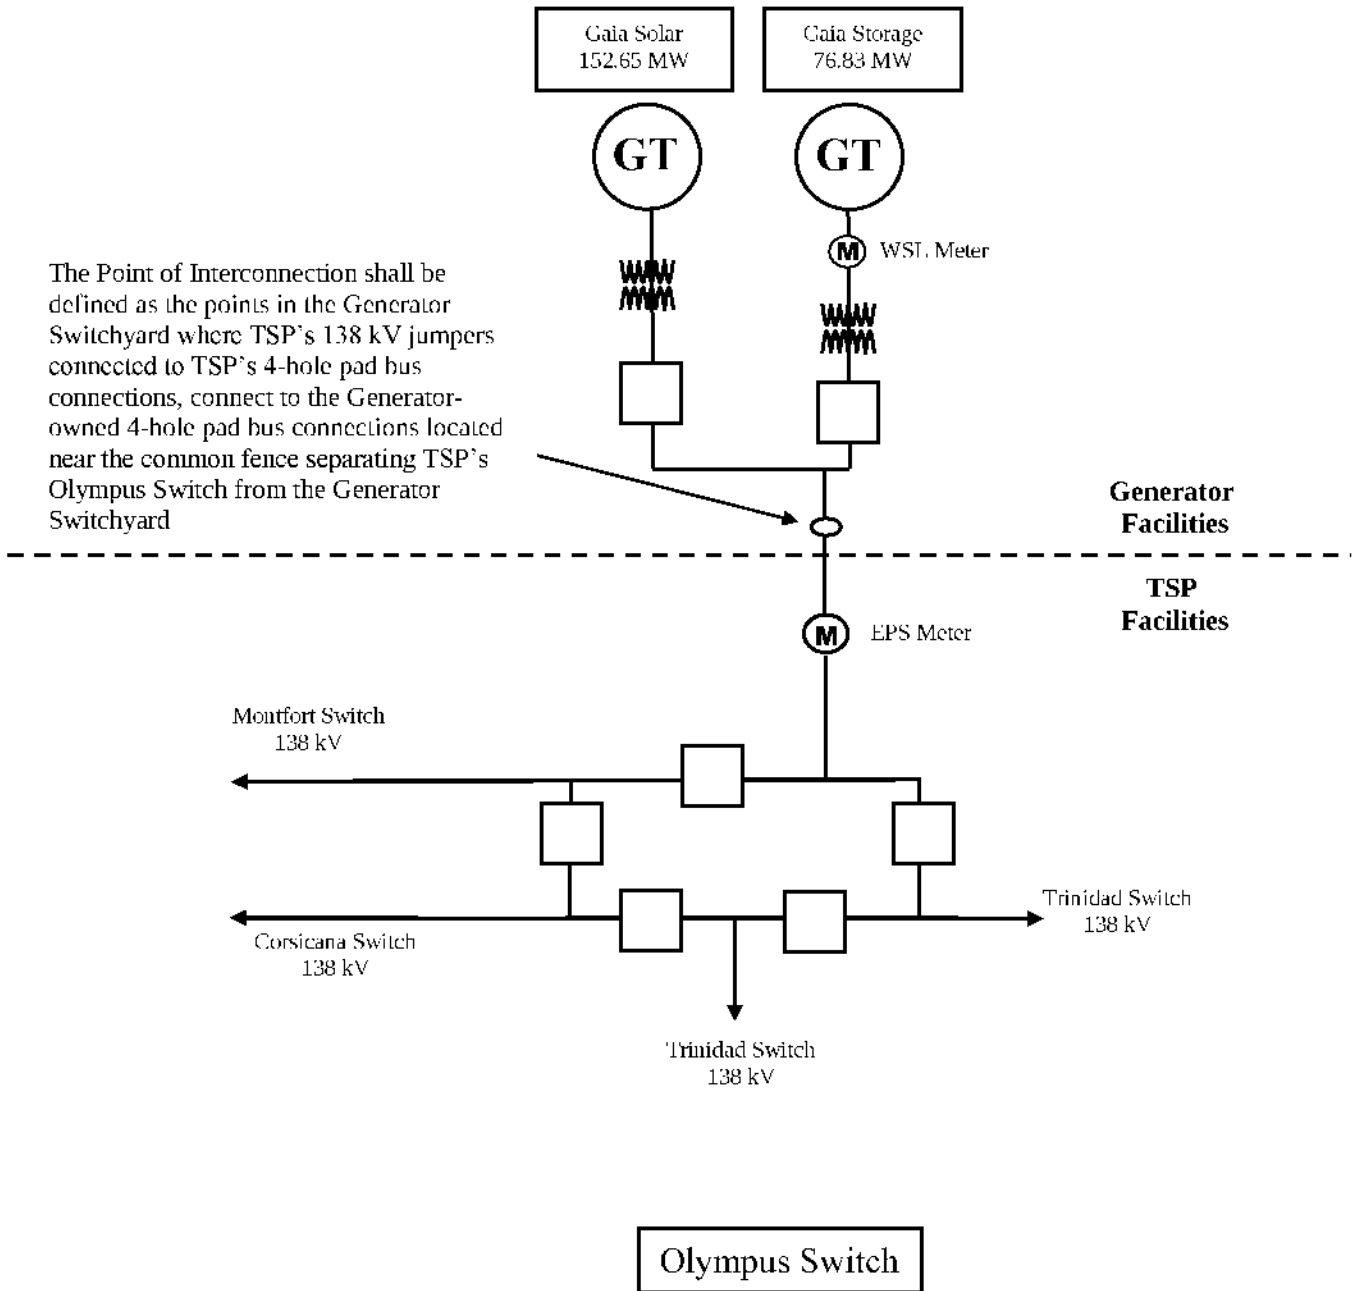 Gaia Solar
152.65 MW
Gaia Storage
76.83 MW
GT
GT
M
WSL Meter
The Point of Interconnection shall be
defined as the points in the Generator
Switchyard where TSP's 138 kV jumpers
connected to TSP's 4-hole pad bus
connections, connect to the Generator-
owned 4-hole pad bus connections located
near the common fence separating TSP's
Olympus Switch from the Generator
Switchyard
Generator
Facilities
TSP
Facilities
M
EPS Meter
Montfort Switch
138 kV
Trinidad Switch
138 kV
Corsicana Switch
138 kV
Trinidad Switch
138 kV
Olympus Switch